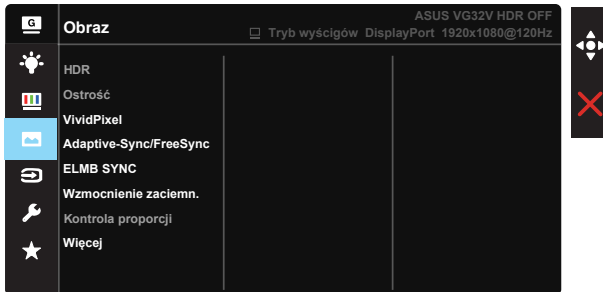 G
Obraz
ASUS VG32V HDR OFF
Tryb wyścigów DisplayPort 1920x1080@120Hz
HDR
Ostrość
VividPixel
Adaptive-Sync/FreeSync
ELMB SYNC
Wzmocnienie zaciemn.
Kontrola proporcji
Więcej